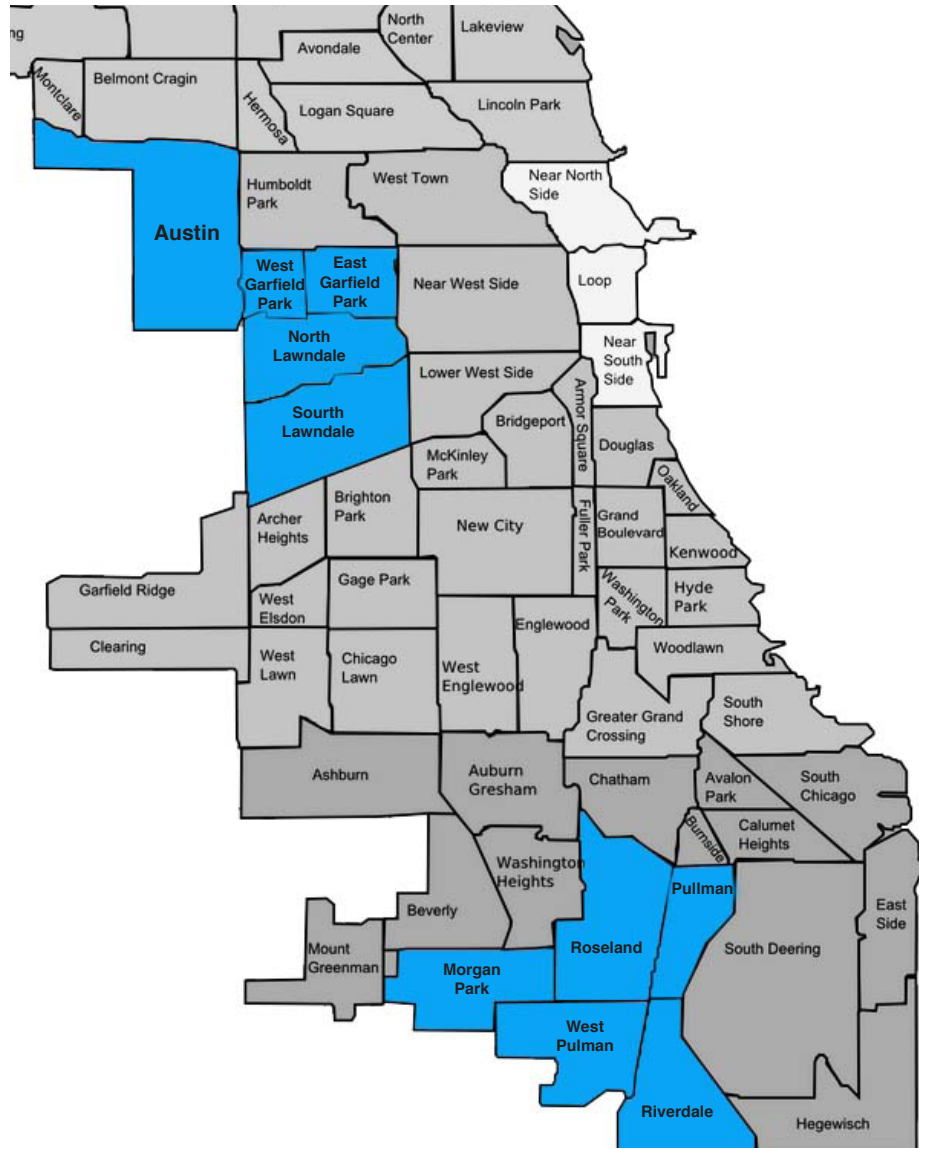 ng
North
Center
Lakeview
Avondale
Montclare
Belmont Cragin
Hermosa
Logan Square
Lincoln Park
Humboldt
Park
West Town
Near North
Side
Austin
West
Garfield
Park
East
Garfield
Park
Near West Side
Loop
North
Lawndale
Near
South
Side
Lower West Side
Armor Square
Sourth
Lawndale
Bridgeport
Douglas
McKinley
Park
Oakland
Brighton
Park
Archer
Heights
New City
Fuller Park
Grand
Boulevard
Kenwood
Garfield Ridge
Gage Park
West
Elsdon
Washington
Park
Hyde
Park
Englewood
Clearing
West
Lawn
Chicago
Lawn
West
Englewood
Woodlawn
Greater Grand
Crossing
South
Shore
Ashburn
Auburn
Gresham
Chatham
Avalon
Park
South
Chicago
Burnside
Calumet
Heights
Washington
Heights
Pullman
Beverly
East
Side
Mount
Greenman
Roseland
South Deering
Morgan
Park
West
Pulman
Riverdale
Hegewisch